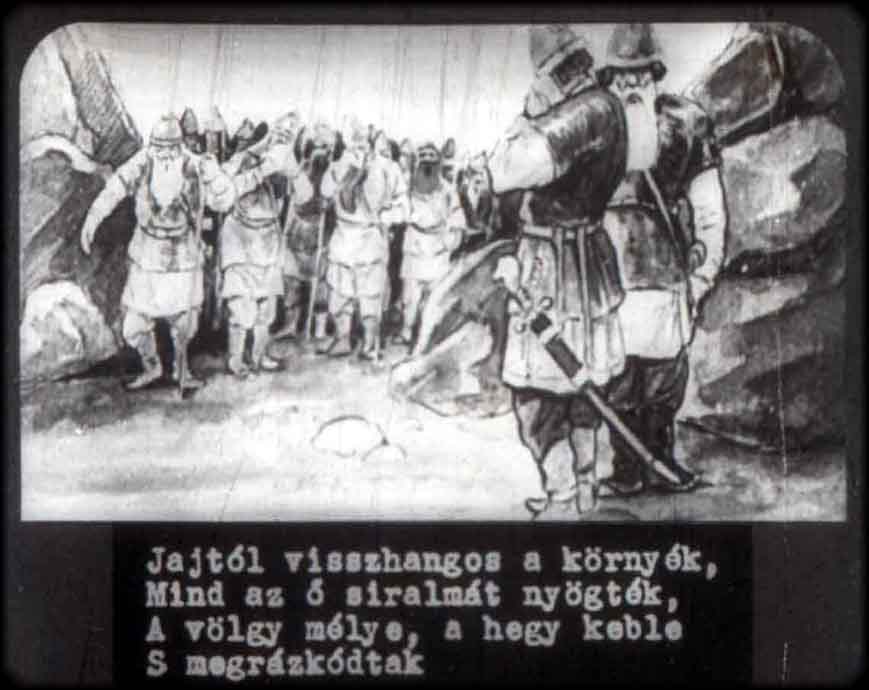 Jajtól visszhangos a környék,
Mind az ő siralmát nyögték,
A völgy mélye, a hegy keble
S megrázkódtak